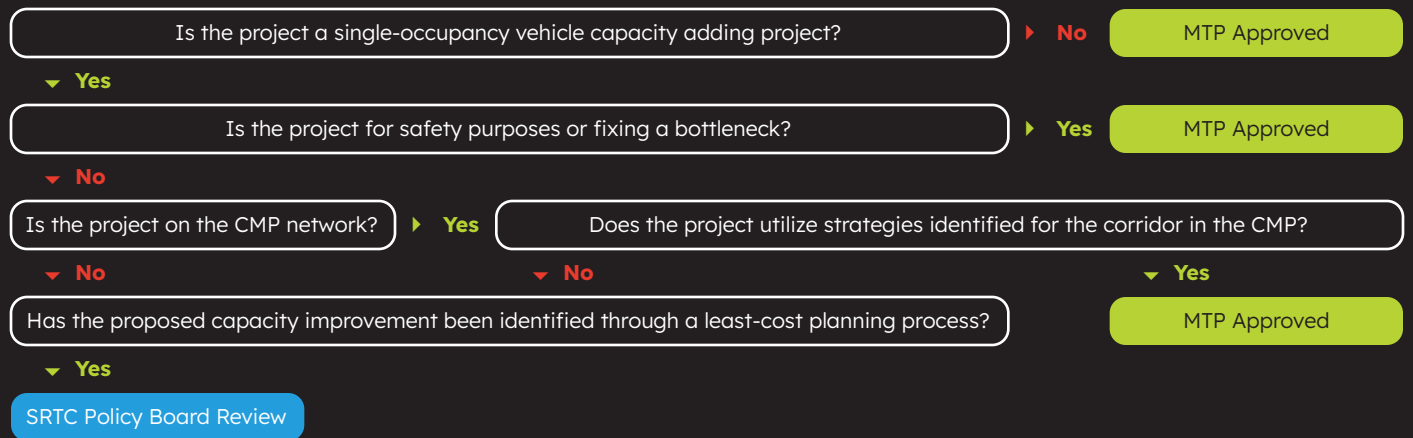 Is the project a single-occupancy vehicle capacity adding project?
No
MTP Approved
Yes
Is the project for safety purposes or fixing a bottleneck?
Yes
MTP Approved
No
Is the project on the CMP network?
Yes
Does the project utilize strategies identified for the corridor in the CMP?
No
No
Yes
Has the proposed capacity improvement been identified through a least-cost planning process?
MTP Approved
Yes
SRTC Policy Board Review